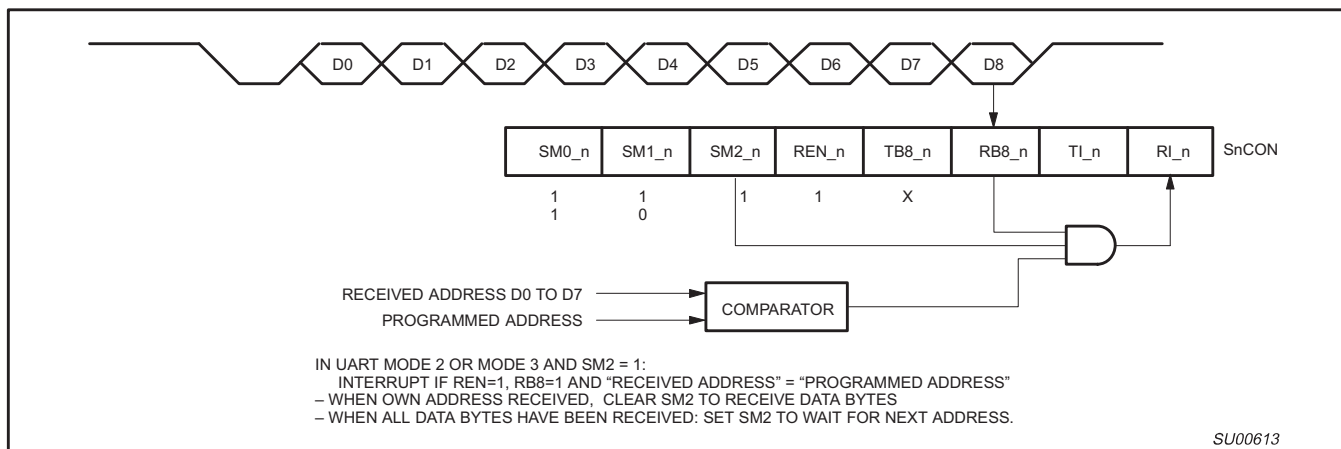 D0 D1 D2 D3 D4 D5 D6 D7 D8
SM0_n SM1_n SM2_n REN_n TB8_n RB8_n TI_n RI_n SnCON
1 1 1 1 X
1 0
RECEIVED ADDRESS D0 TO D7
PROGRAMMED ADDRESS
COMPARATOR
IN UART MODE 2 OR MODE 3 AND SM2 = 1:
INTERRUPT IF REN=1, RB8=1 AND “RECEIVED ADDRESS” = “PROGRAMMED ADDRESS”
– WHEN OWN ADDRESS RECEIVED, CLEAR SM2 TO RECEIVE DATA BYTES
– WHEN ALL DATA BYTES HAVE BEEN RECEIVED: SET SM2 TO WAIT FOR NEXT ADDRESS.
SU00613